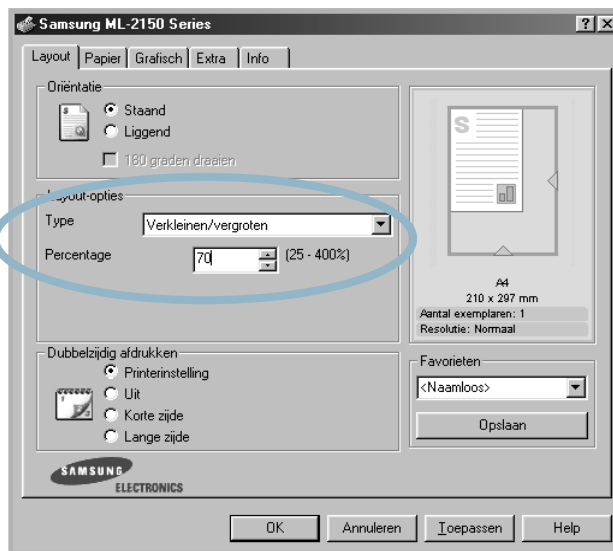 Samsung ML-2150 Series
Layout Papier Grafisch Extra Info
Oriëntatie
Staand
Liggend
180 graden draaien
Layout-opties
Type Verkleinen/vergroten
Percentage 70 (25 - 400%)
Dubbelzijdig afdrukken
Printerinstelling
Uit
Korte zijde
Lange zijde
SAMSUNG
ELECTRONICS
S
A4
210 x 297 mm
Aantal exemplaren: 1
Resolutie: Normaal
Favorieten
<Naamloos>
Opslaan
OK Annuleren Toepassen Help